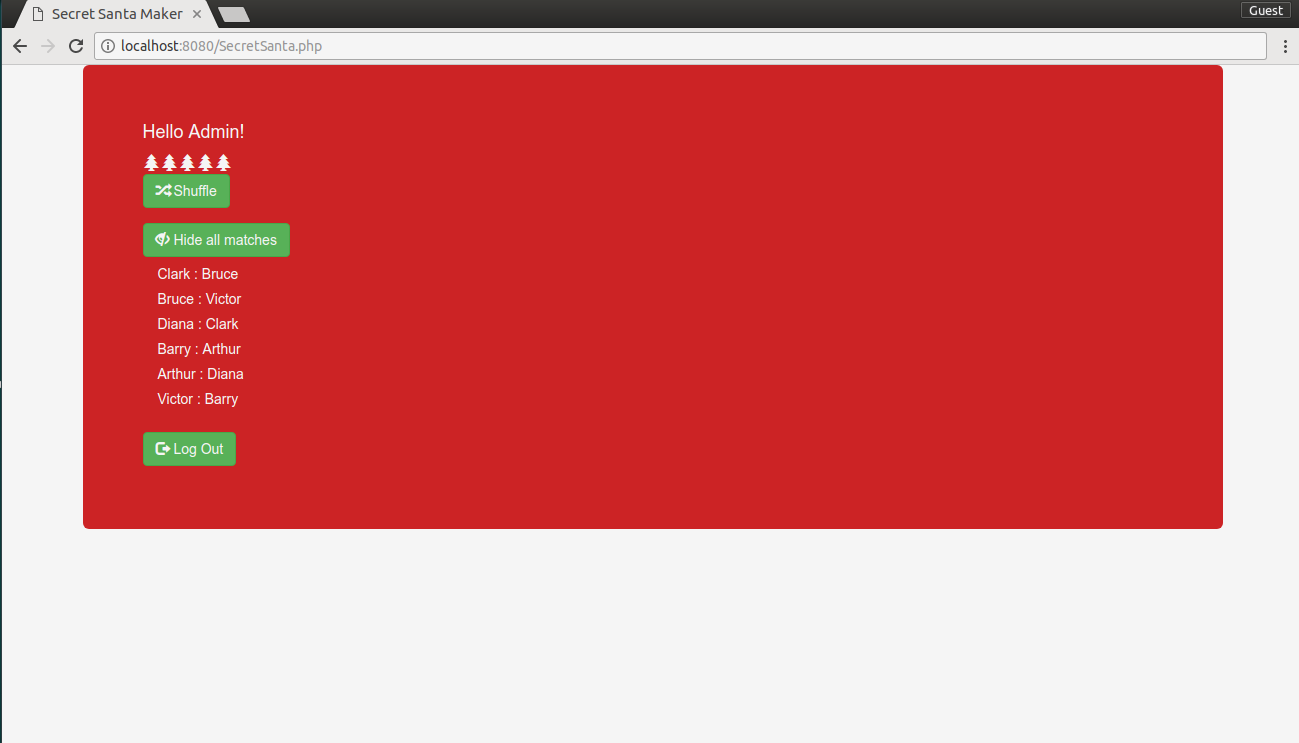 Secret Santa Maker
Guest
localhost:8080/SecretSanta.php
Hello Admin!
Shuffle
Hide all matches
Clark : Bruce
Bruce : Victor
Diana : Clark
Barry : Arthur
Arthur : Diana
Victor : Barry
Log Out